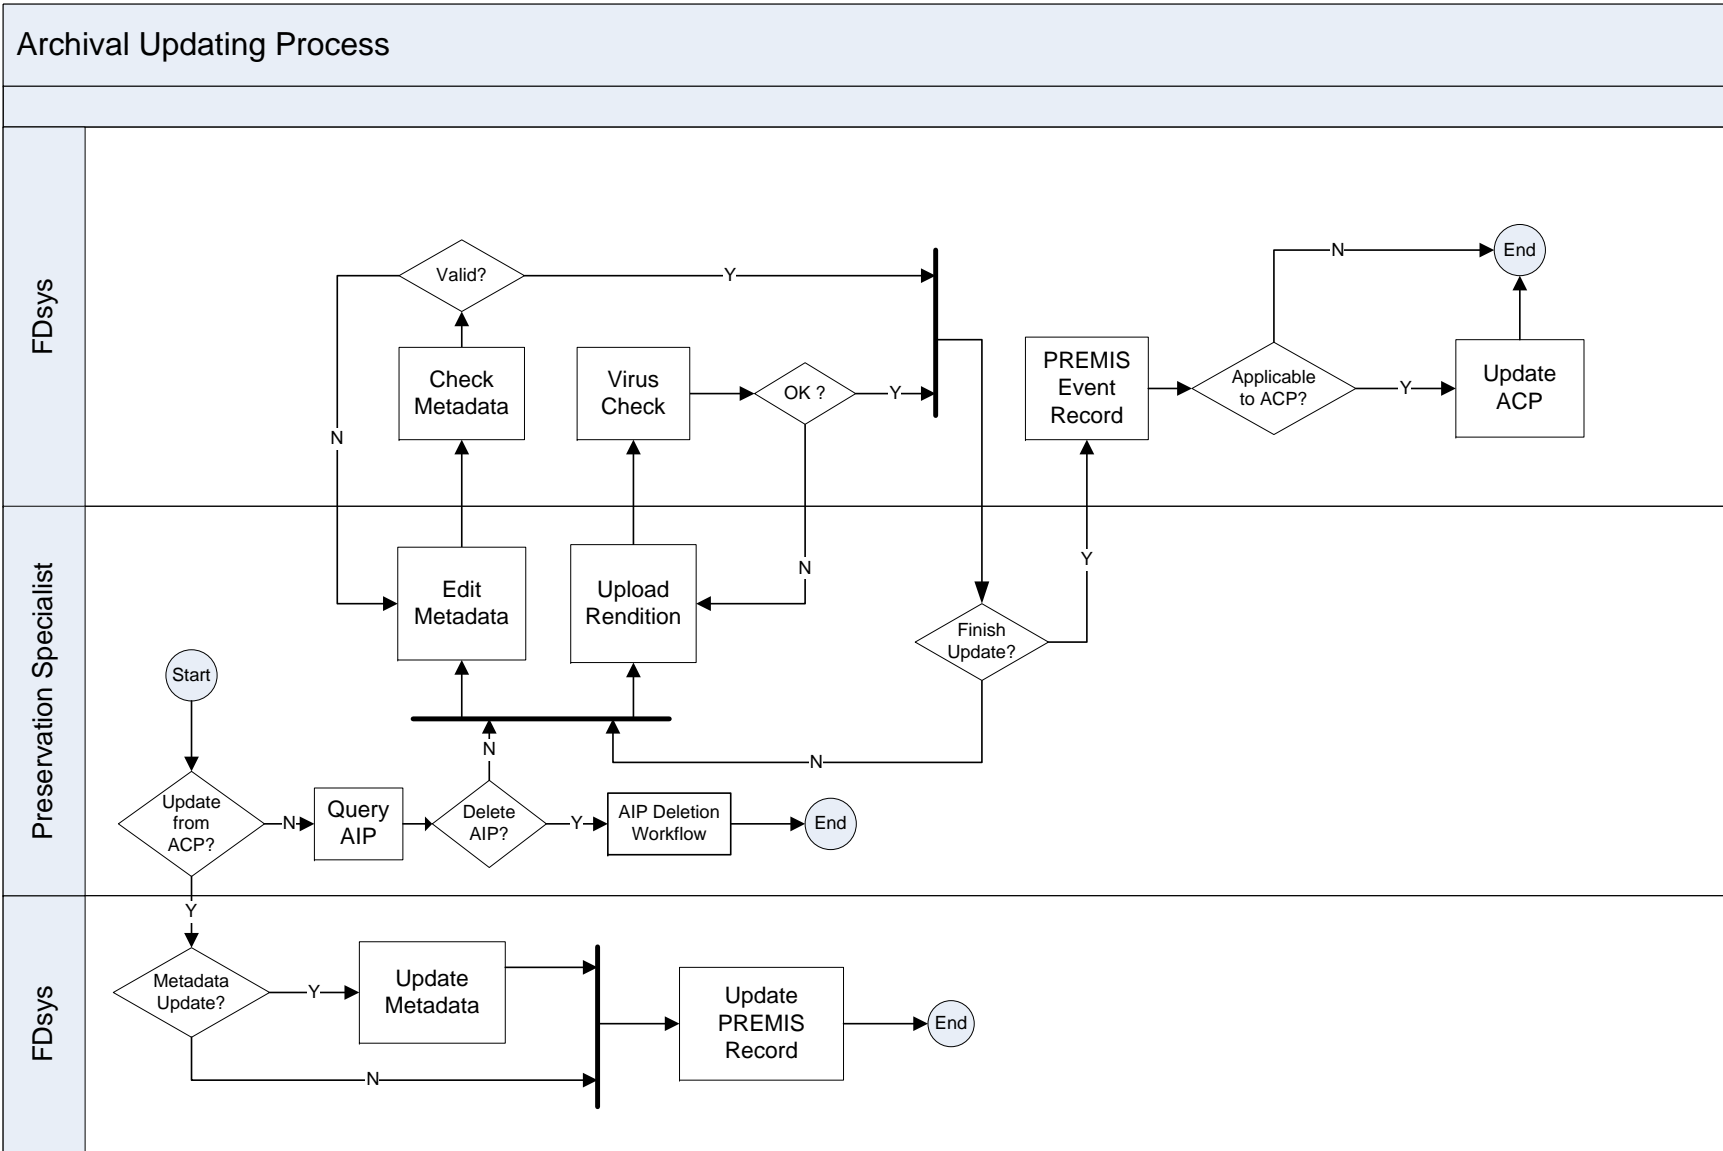 Archival Updating Process
FDsys
Valid?
Y
N
Check
Metadata
Virus
Check
OK ?
Y
N
PREMIS
Event
Record
Applicable
to ACP?
N
Y
Update
ACP
End
Preservation Specialist
Start
Edit
Metadata
Upload
Rendition
Finish
Update?
Y
N
Update
from
ACP?
N
Query
AIP
Delete
AIP?
N
Y
AIP Deletion
Workflow
End
Y
FDsys
Metadata
Update?
Y
N
Update
Metadata
Update
PREMIS
Record
End